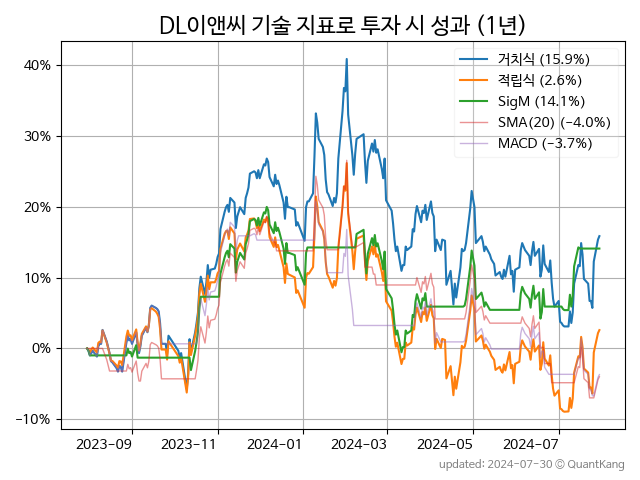 DL이앤씨 기술 지표로 투자 시 성과 (1년)
거치식 (15.9%)
적립식 (2.6%)
SigM (14.1%)
SMA(20) (−4.0%)
MACD (−3.7%)
40%
30%
20%
10%
0%
−10%
2023-09 2023-11 2024-01 2024-03 2024-05 2024-07
updated: 2024-07-30 © QuantKang